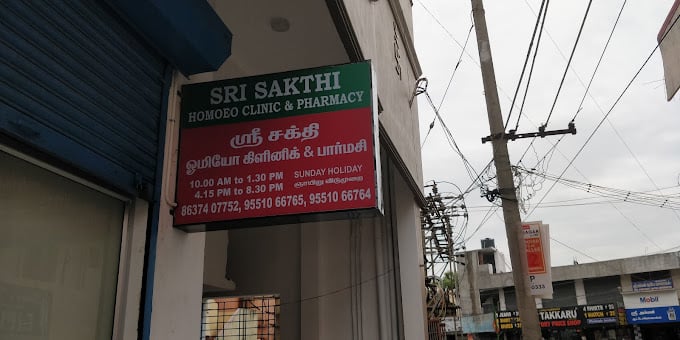 SRI SAKTHI
HOMOEO CLINIC & PHARMACY
ஸ்ரீ சக்தி
ஓமியோ கிளினிக் & பார்மசி
10.00 AM to 1.30 PM
4.15 PM to 8.30 PM
SUNDAY HOLIDAY
ஞாயிறு விடுமுறை
86374 07752, 95510 66765, 95510 66764
TAKKARU
Mobil